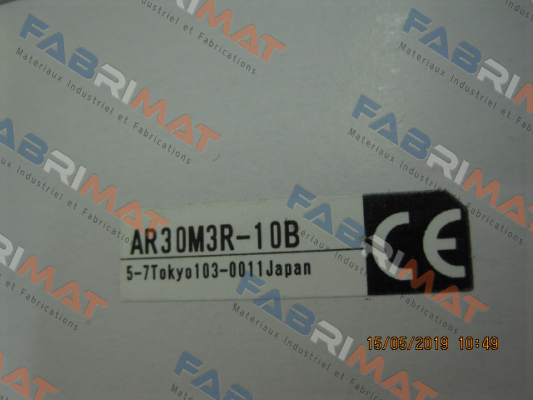 AR30M3R-10B
5-7Tokyo103-0011Japan
CE
15/05/2019 10:49
FABRIMAT
Materiaux Industriel et Fabrications